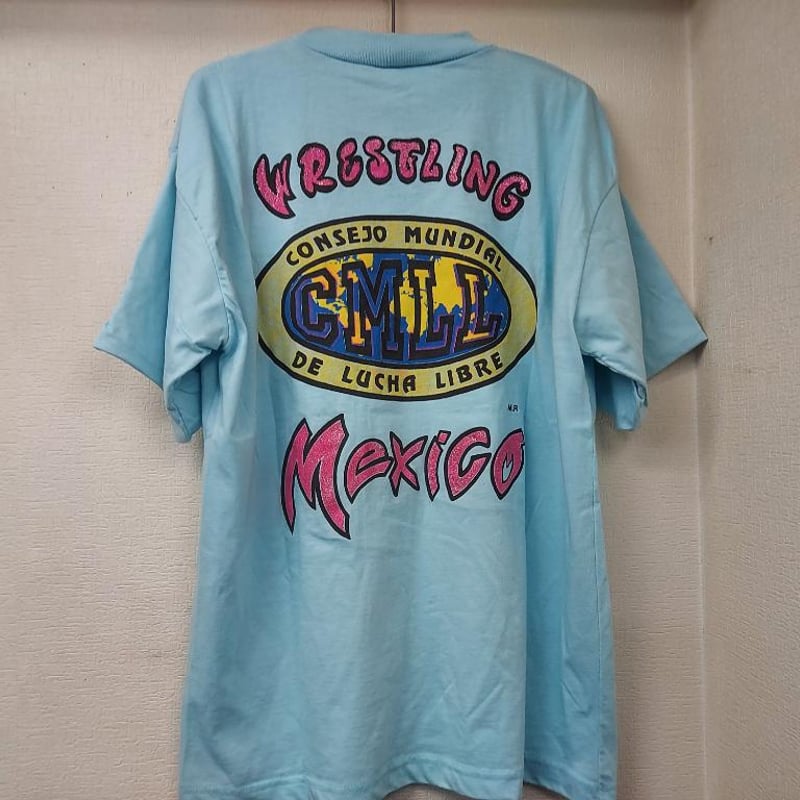 WRESTLING
CONSEJO MUNDIAL
CMLL
DE LUCHA LIBRE
MEXICO